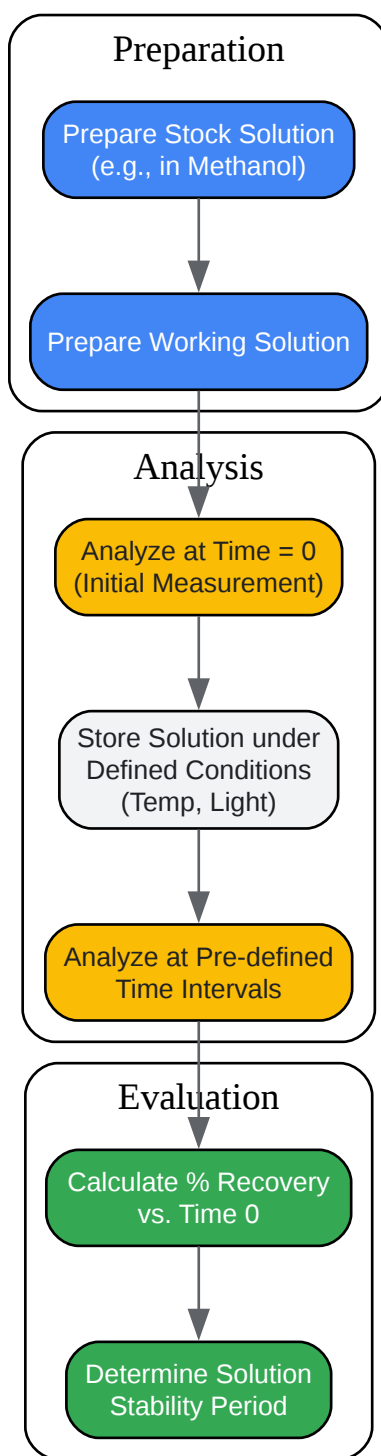 Preparation
Prepare Stock Solution
(e.g., in Methanol)
Prepare Working Solution
Analysis
Analyze at Time = 0
(Initial Measurement)
Store Solution under
Defined Conditions
(Temp, Light)
Analyze at Pre-defined
Time Intervals
Evaluation
Calculate % Recovery
vs. Time 0
Determine Solution
Stability Period